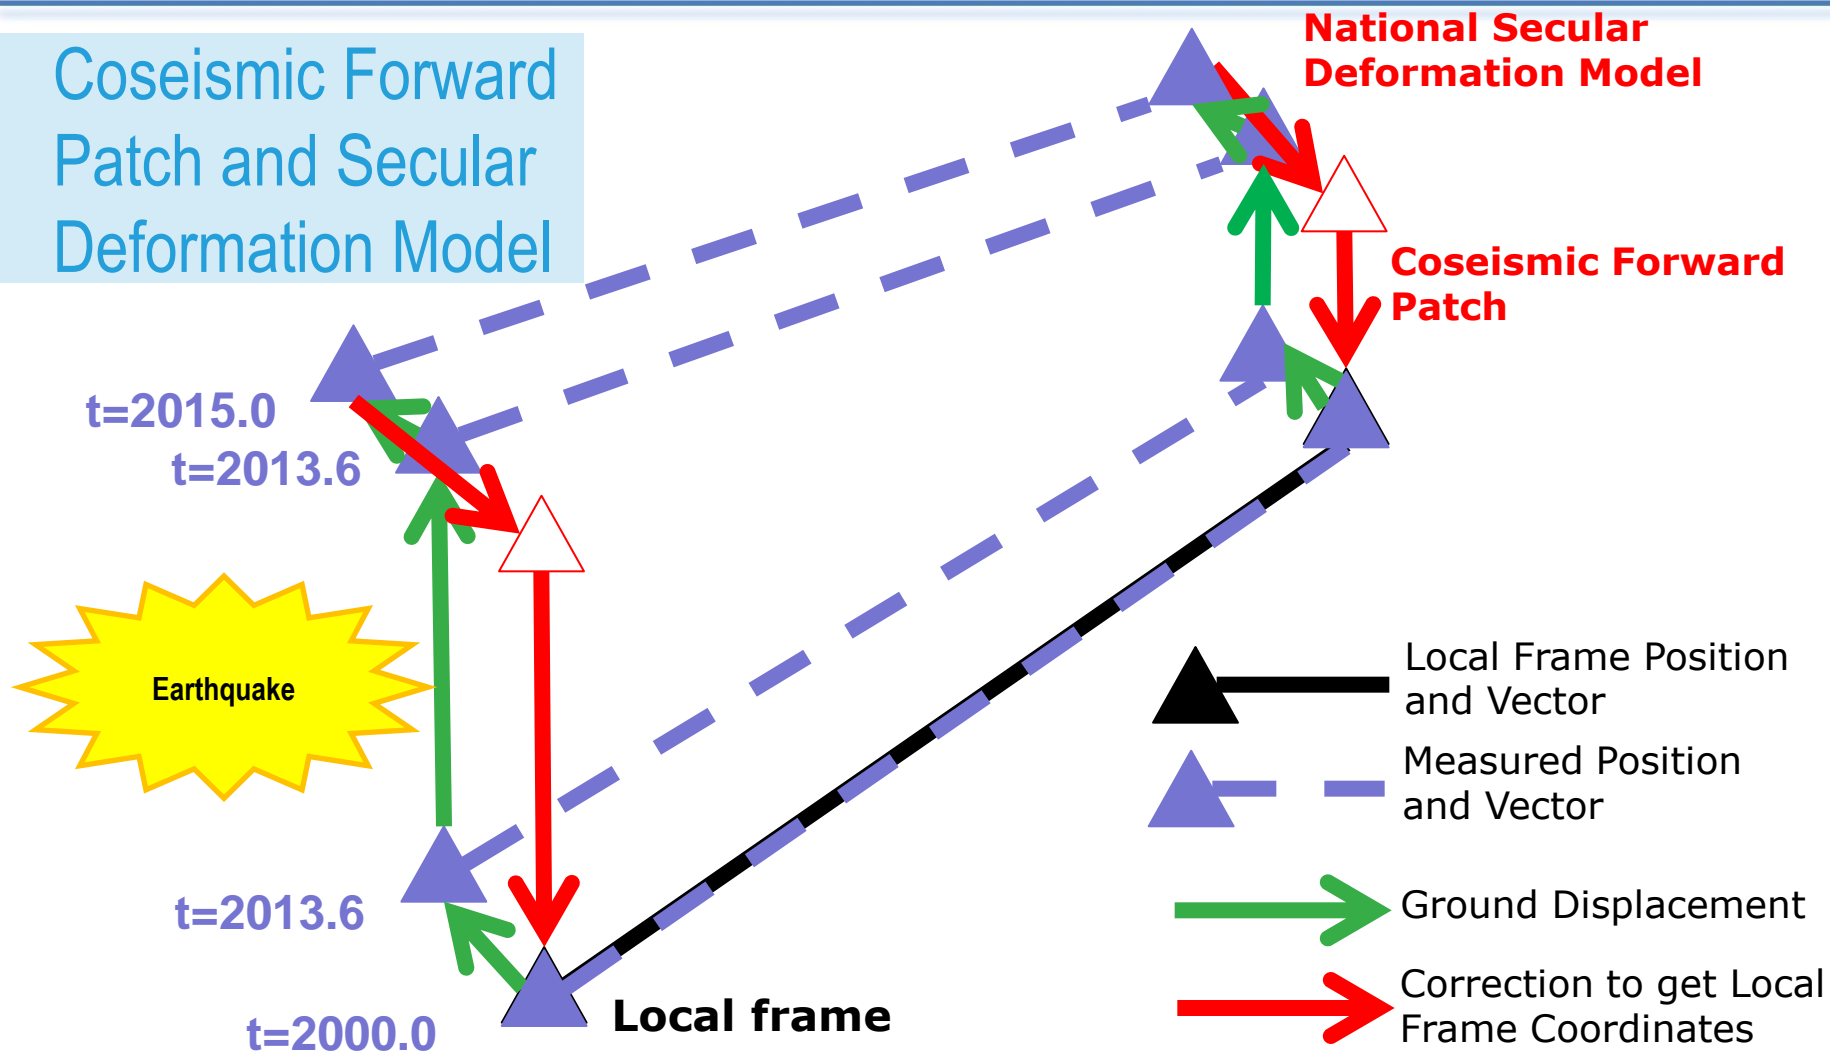 Coseismic Forward
Patch and Secular
Deformation Model
National Secular
Deformation Model
Coseismic Forward
Patch
t=2015.0
t=2013.6
Earthquake
t=2013.6
t=2000.0
Local frame
Local Frame Position
and Vector
Measured Position
and Vector
Ground Displacement
Correction to get Local
Frame Coordinates